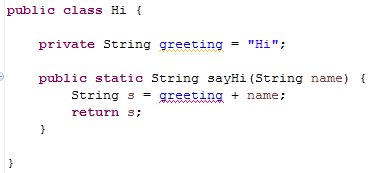 public class Hi {
private String greeting = "Hi";
public static String sayHi(String name) {
String s = greeting + name;
return s;
}
}